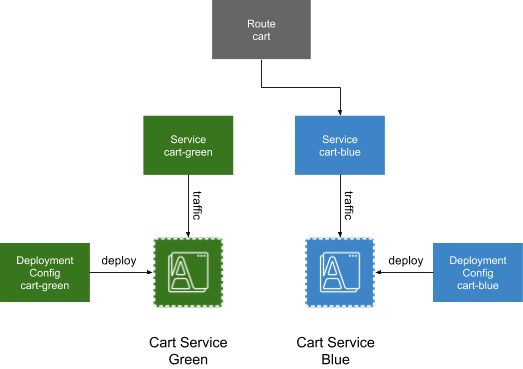 Route
cart
Service
cart-green
Service
cart-blue
traffic
traffic
Deployment
Config
cart-green
deploy
A
A
deploy
Deployment
Config
cart-blue
Cart Service
Green
Cart Service
Blue